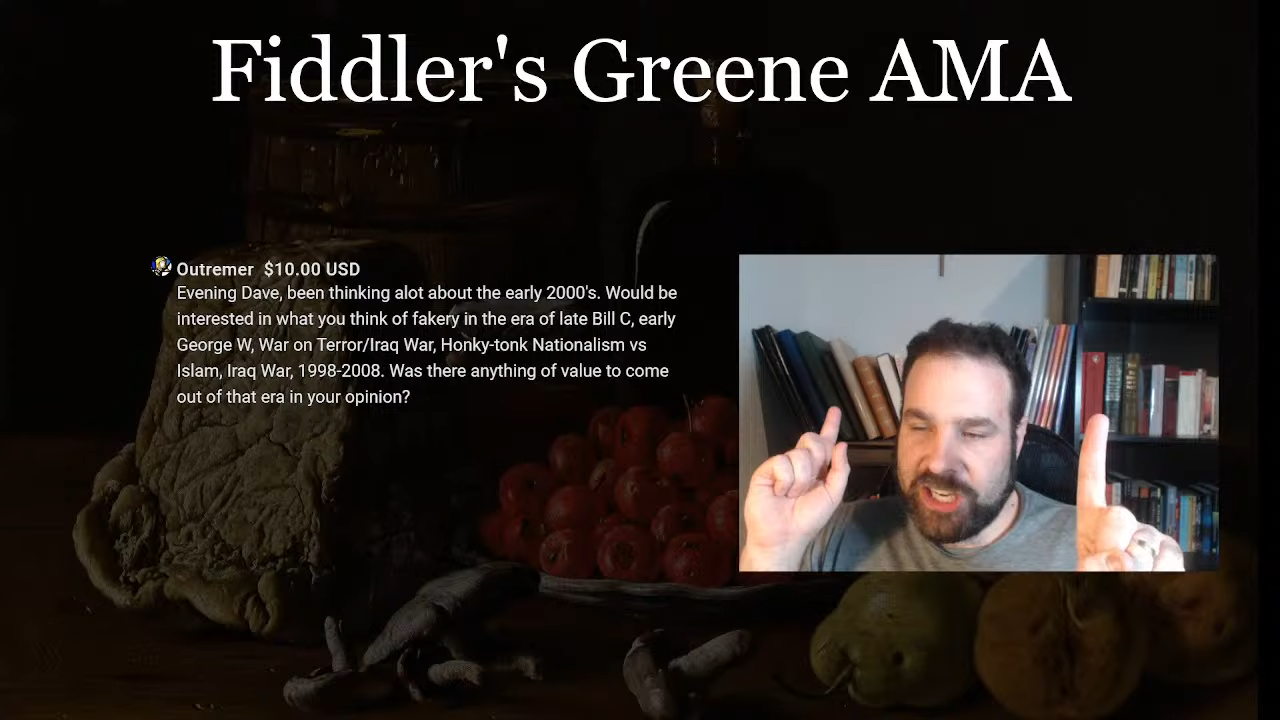 Fiddler's Greene AMA
Outremer $10.00 USD
Evening Dave, been thinking alot about the early 2000's. Would be
interested in what you think of fakery in the era of late Bill C, early
George W, War on Terror/Iraq War, Honky-tonk Nationalism vs
Islam, Iraq War, 1998-2008. Was there anything of value to come
out of that era in your opinion?